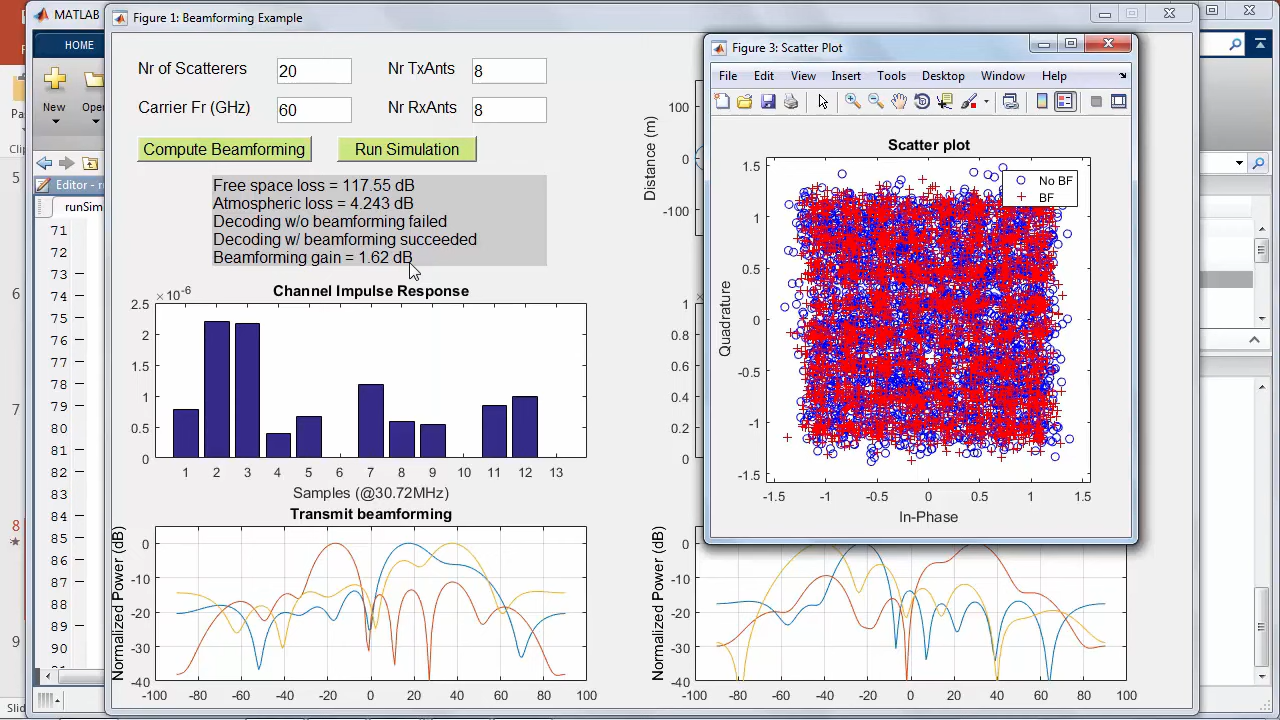 MATLAB
Figure 1: Beamforming Example
HOME
New
Open
Editor - r
runSim
71
72
73
74
75
76
77
78
79
80
81
82
83
84
85
86
87
88
89
90
5
6
7
8
9
Nr of Scatterers 20 Nr TxAnts 8
Carrier Fr (GHz) 60 Nr RxAnts 8
Compute Beamforming Run Simulation
Free space loss = 117.55 dB
Atmospheric loss = 4.243 dB
Decoding w/o beamforming failed
Decoding w/ beamforming succeeded
Beamforming gain = 1.62 dB
Channel Impulse Response
×10-6
2.5
2
1.5
1
0.5
0
1 2 3 4 5 6 7 8 9 10 11 12 13
Samples (@30.72MHz)
Transmit beamforming
Normalized Power (dB)
0
-10
-20
-30
-40
-100 -80 -60 -40 -20 0 20 40 60 80 100
Distance (m)
100
0
-100
1
0.8
0.6
0.4
0.2
0
Normalized Power (dB)
-10
-20
-30
-40
-100 -80 -60 -40 -20 0 20 40 60 80 100
Figure 3: Scatter Plot
File Edit View Insert Tools Desktop Window Help
Scatter plot
No BF
BF
Quadrature
1.5
1
0.5
0
-0.5
-1
-1.5
-1.5 -1 -0.5 0 0.5 1 1.5
In-Phase